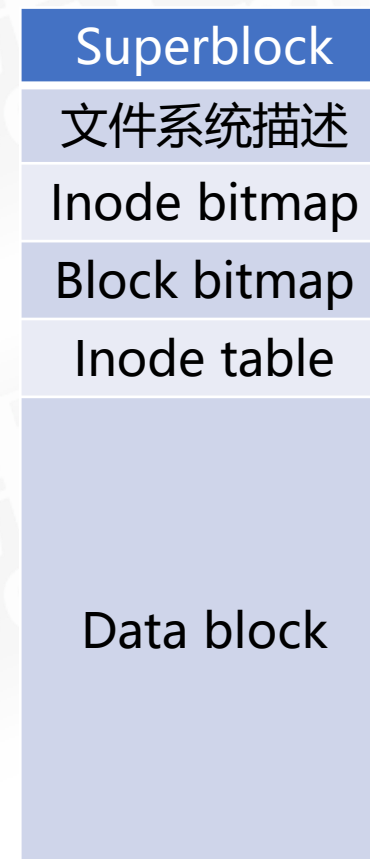 Superblock
文件系统描述
Inode bitmap
Block bitmap
Inode table
Data block